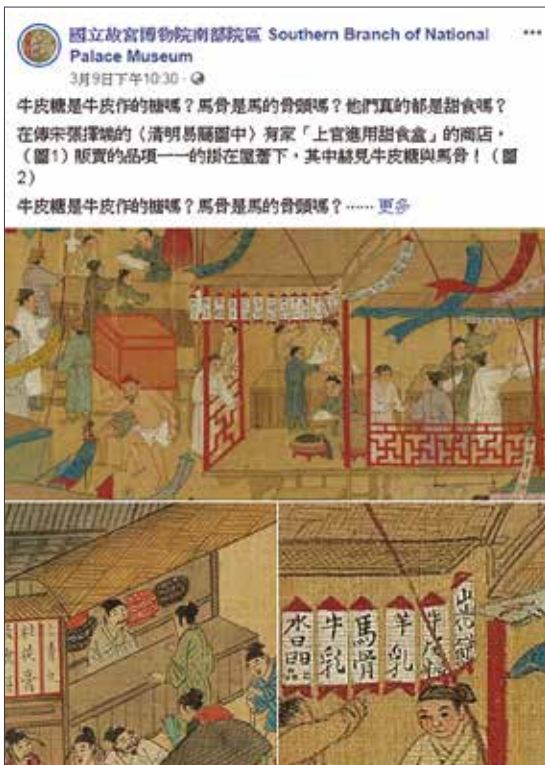 國立故宮博物院南部院區 Southern Branch of National
Palace Museum
3月9日下午10:30
牛皮糖是牛皮作的糖嗎？馬骨是馬的骨頭嗎？他們真的都是甜食嗎？
在傳宋張擇端的〈清明易簡圖中〉有家「上官進用甜食盒」的商店，
（圖1）販賣的品項一一的掛在屋簷下，其中赫見牛皮糖與馬骨！（圖
2）
牛皮糖是牛皮作的糖嗎？馬骨是馬的骨頭嗎？…… 更多
羊乳
馬骨
牛乳
水晶